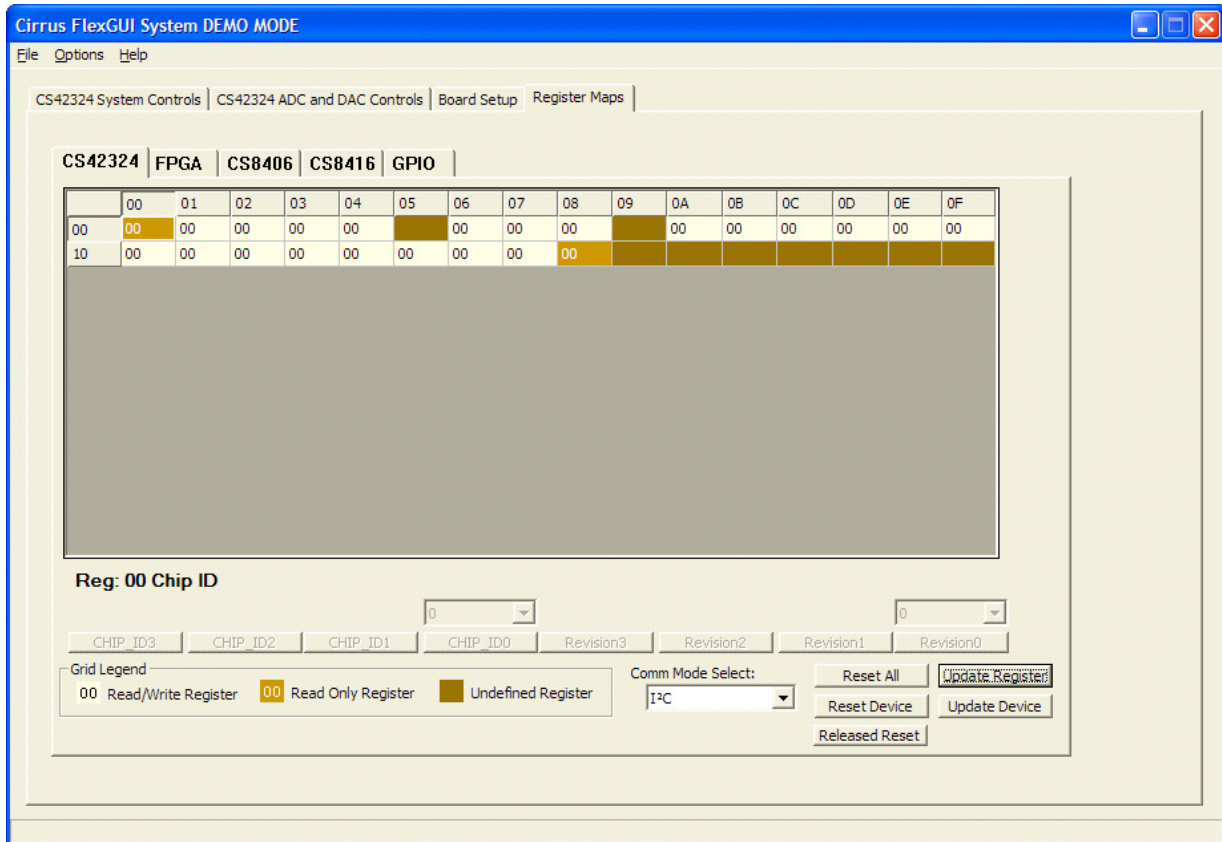 Cirrus FlexGUI System DEMO MODE
File Options Help
CS42324 System Controls CS42324 ADC and DAC Controls Board Setup Register Maps
CS42324 FPGA CS8406 CS8416 GPIO
00 01 02 03 04 05 06 07 08 09 0A 0B 0C 0D 0E 0F
00 00 00 00 00 00 00 00 00 00 00 00 00 00 00
10 00 00 00 00 00 00 00 00 00
Reg: 00 Chip ID
0 0
CHIP_ID3 CHIP_ID2 CHIP_ID1 CHIP_ID0 Revision3 Revision2 Revision1 Revision0
Grid Legend
00 Read/Write Register 00 Read Only Register Undefined Register
Comm Mode Select:
I²C
Reset All Update Register
Reset Device Update Device
Released Reset